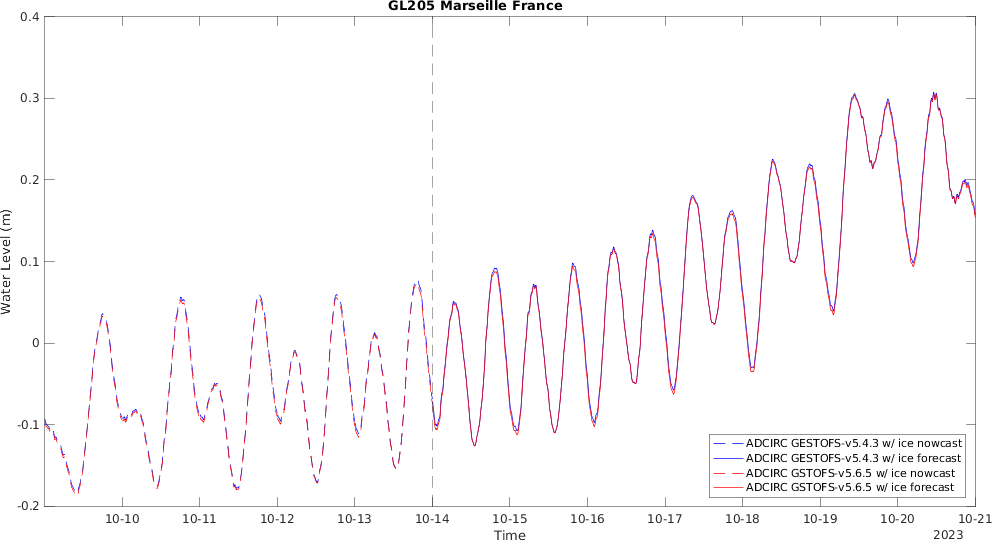 GL205 Marseille France
0.4
0.3
0.2
0.1
0
-0.1
-0.2
Water Level (m)
10-10 10-11 10-12 10-13 10-14 10-15 10-16 10-17 10-18 10-19 10-20 10-21
2023
Time
ADCIRC GESTOFS-v5.4.3 w/ ice nowcast
ADCIRC GESTOFS-v5.4.3 w/ ice forecast
ADCIRC GSTOFS-v5.6.5 w/ ice nowcast
ADCIRC GSTOFS-v5.6.5 w/ ice forecast